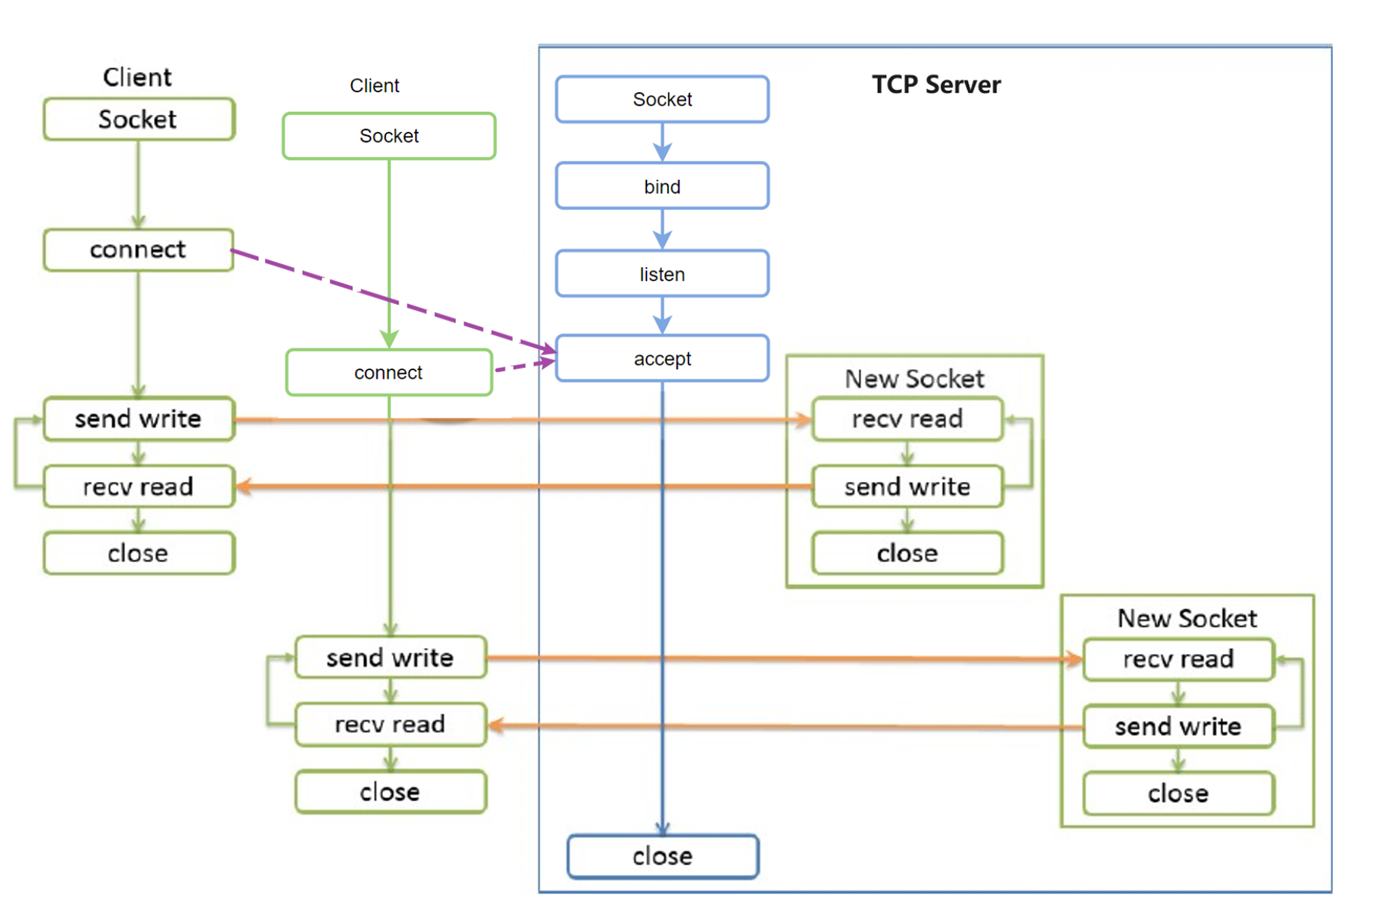 Client
Socket
connect
send write
recv read
close
Client
Socket
connect
send write
recv read
close
TCP Server
Socket
bind
listen
accept
close
New Socket
recv read
send write
close
New Socket
recv read
send write
close